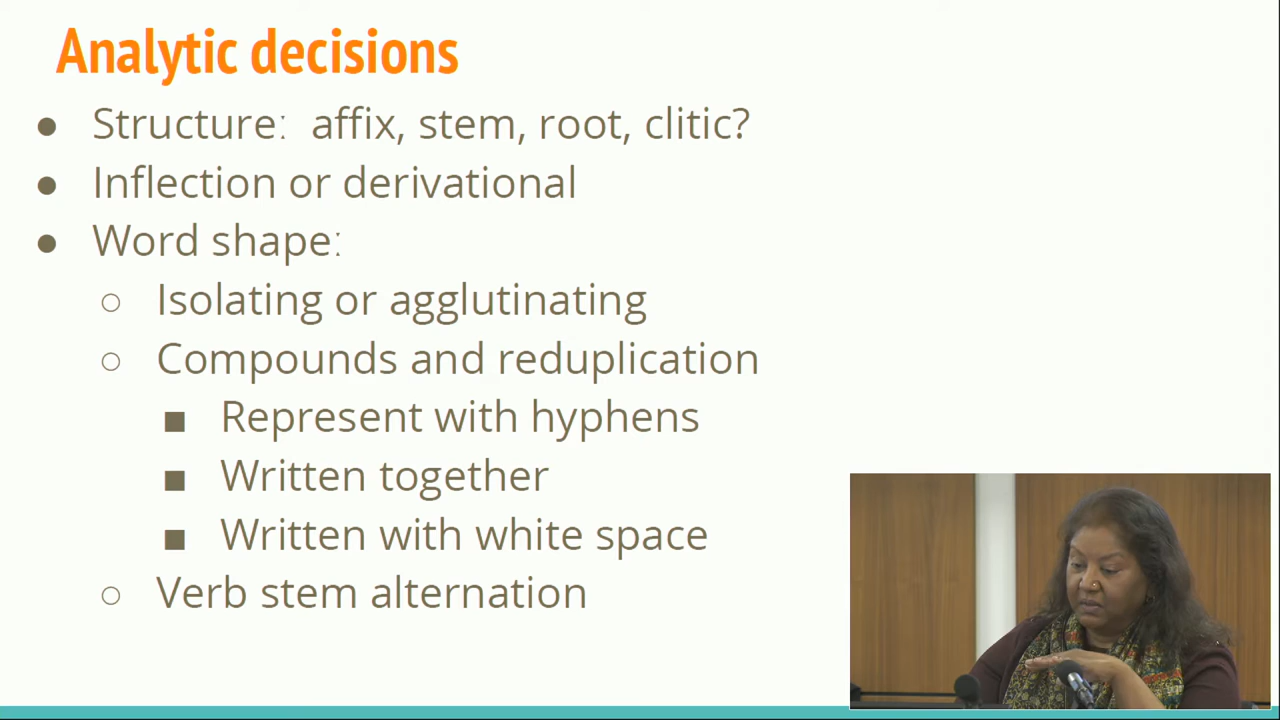 Analytic decisions
● Structure:  affix, stem, root, clitic?
● Inflection or derivational
● Word shape:
○ Isolating or agglutinating
○ Compounds and reduplication
■ Represent with hyphens
■ Written together
■ Written with white space
○ Verb stem alternation